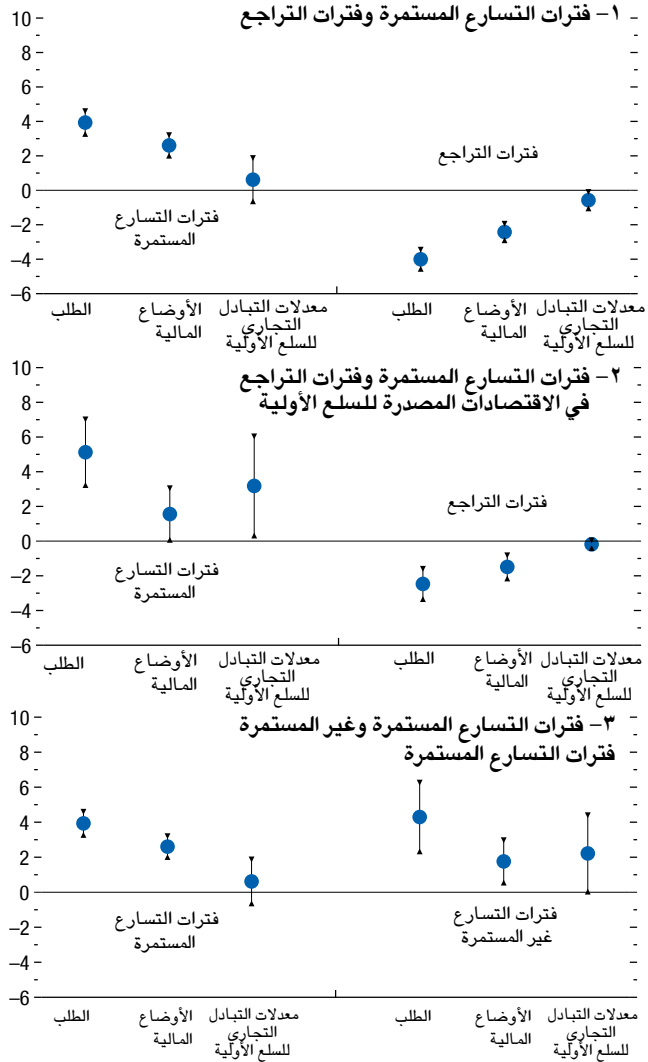 ١– فترات التسارع المستمرة وفترات التراجع
10
8
6
4
2
0
–2
–4
–6
فترات التراجع
فترات التسارع
المستمرة
الطلب
الأوضاع
المالية
معدلات التبادل
التجاري
للسلع الأولية
الطلب
الأوضاع
المالية
معدلات التبادل
التجاري
للسلع الأولية
٢– فترات التسارع المستمرة وفترات التراجع
في الاقتصادات المصدرة للسلع الأولية
10
8
6
4
2
0
–2
–4
–6
فترات التراجع
فترات التسارع
المستمرة
الطلب
الأوضاع
المالية
معدلات التبادل
التجاري
للسلع الأولية
الطلب
الأوضاع
المالية
معدلات التبادل
التجاري
للسلع الأولية
٣– فترات التسارع المستمرة وغير المستمرة
فترات التسارع المستمرة
10
8
6
4
2
0
–2
–4
–6
فترات التسارع
المستمرة
فترات التسارع
غير المستمرة
الطلب
الأوضاع
المالية
معدلات التبادل
التجاري
للسلع الأولية
الطلب
الأوضاع
المالية
معدلات التبادل
التجاري
للسلع الأولية